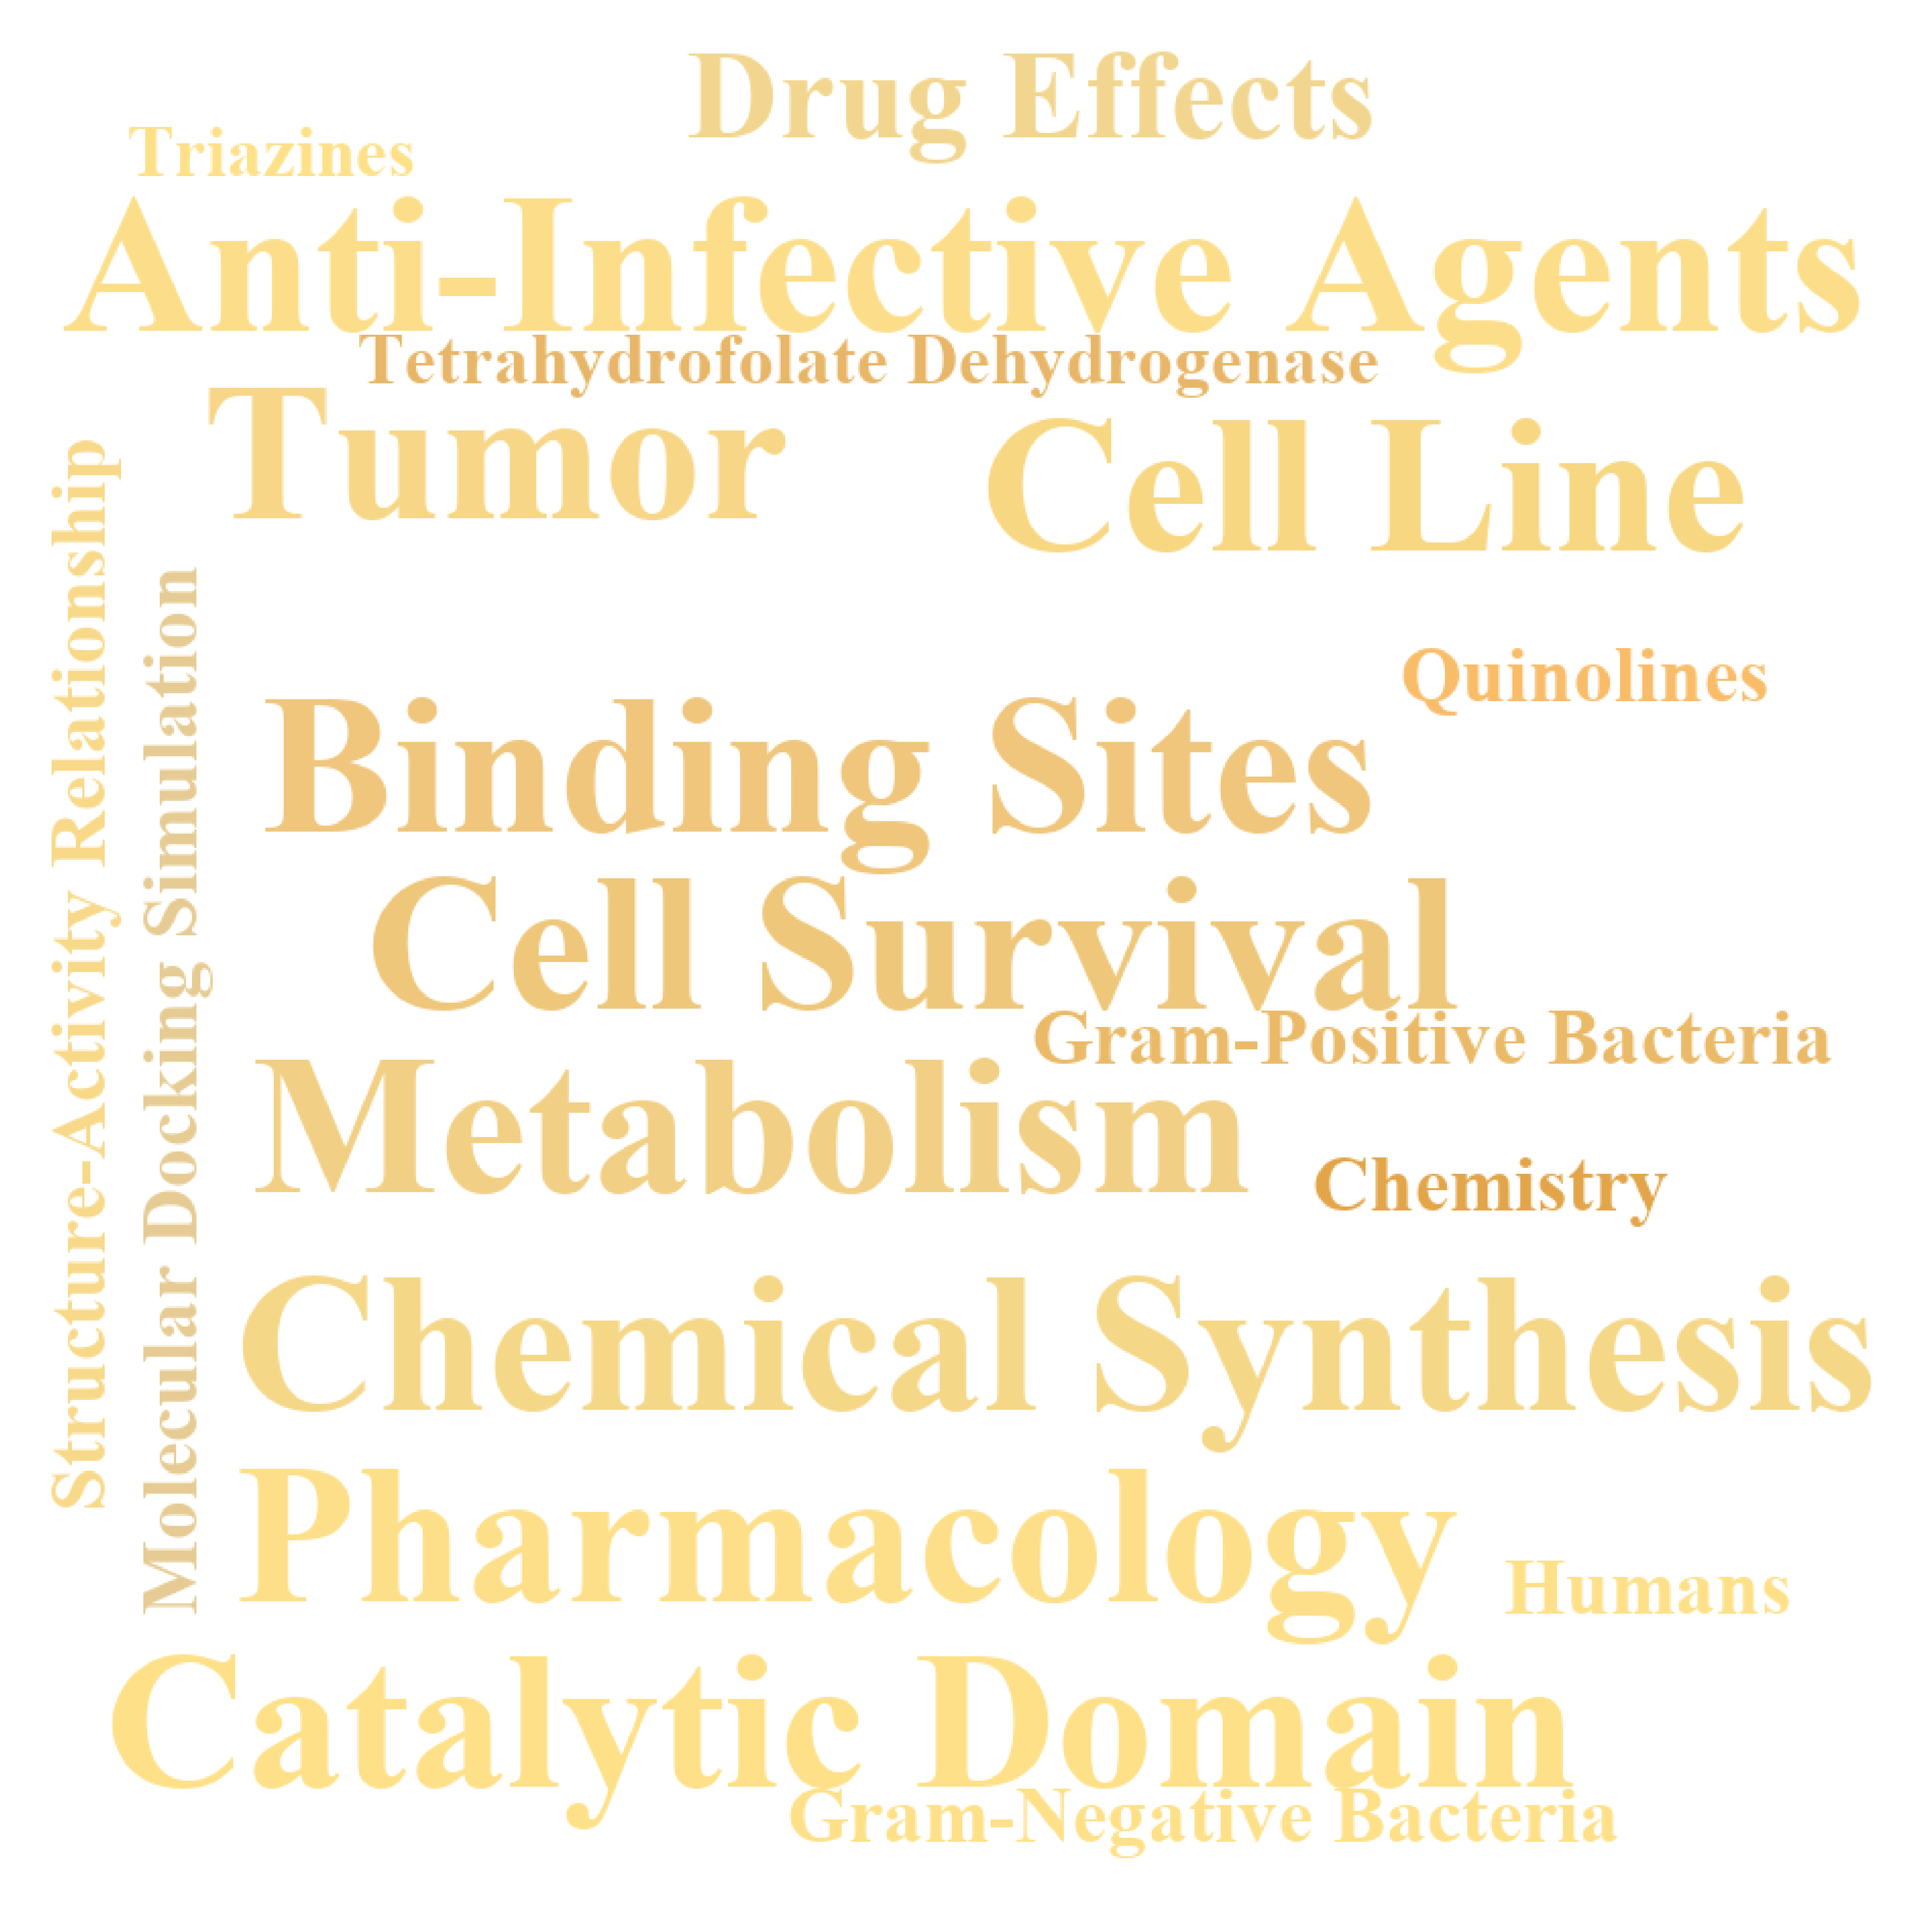 Drug Effects
Triazines
Anti-Infective Agents
Tetrahydrofolate Dehydrogenase
Tumor
Cell Line
Structure-Activity Relationship
Molecular Docking Simulation
Quinolines
Binding Sites
Cell Survival
Gram-Positive Bacteria
Metabolism
Chemistry
Chemical Synthesis
Pharmacology
Humans
Catalytic Domain
Gram-Negative Bacteria